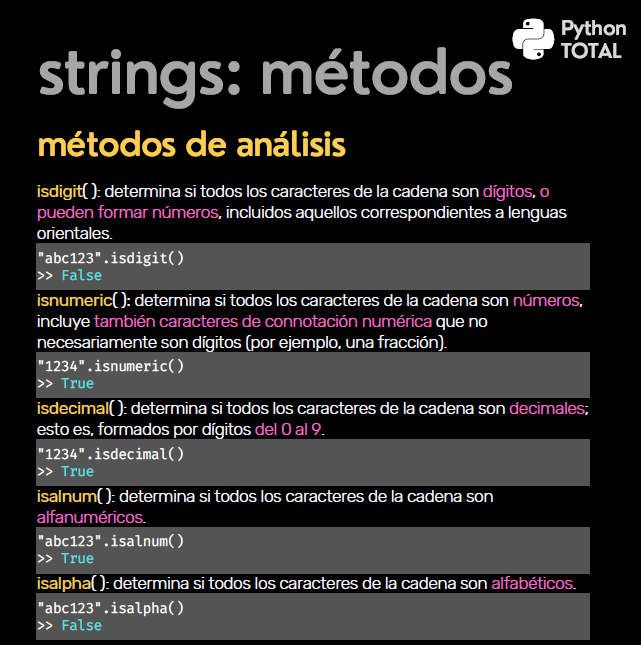 Python
TOTAL
strings: métodos
métodos de análisis
isdigit( ): determina si todos los caracteres de la cadena son dígitos, o
pueden formar números, incluidos aquellos correspondientes a lenguas
orientales.
"abc123".isdigit()
>> False
isnumeric( ): determina si todos los caracteres de la cadena son números,
incluye también caracteres de connotación numérica que no
necesariamente son dígitos (por ejemplo, una fracción).
"1234".isnumeric()
>> True
isdecimal( ): determina si todos los caracteres de la cadena son decimales;
esto es, formados por dígitos del 0 al 9.
"1234".isdecimal()
>> True
isalnum( ): determina si todos los caracteres de la cadena son
alfanuméricos.
"abc123".isalnum()
>> True
isalpha( ): determina si todos los caracteres de la cadena son alfabéticos.
"abc123".isalpha()
>> False